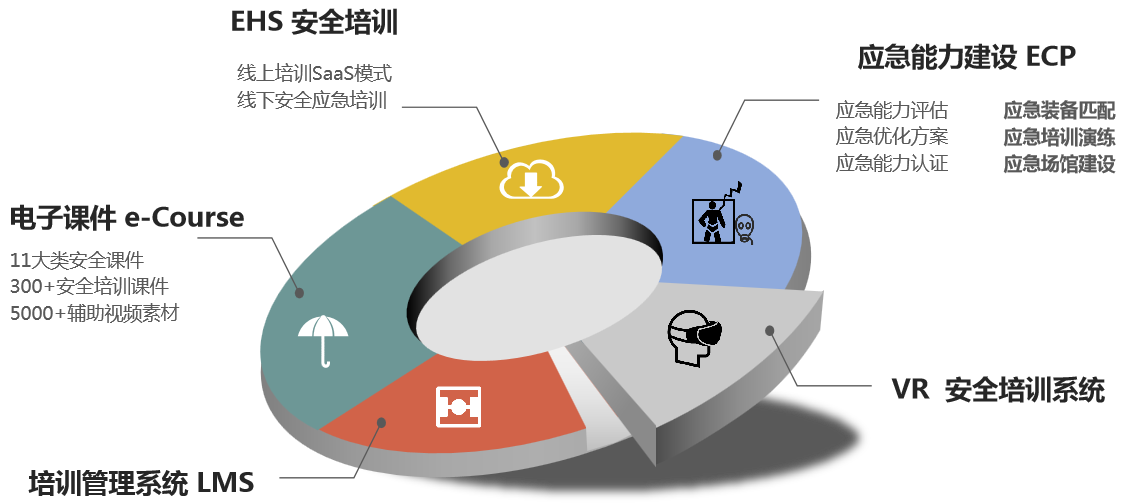 EHS 安全培训
线上培训SaaS模式
线下安全应急培训
应急能力建设 ECP
应急能力评估 应急装备匹配
应急优化方案 应急培训演练
应急能力认证 应急场馆建设
电子课件 e-Course
11大类安全课件
300+安全培训课件
5000+辅助视频素材
VR 安全培训系统
培训管理系统 LMS